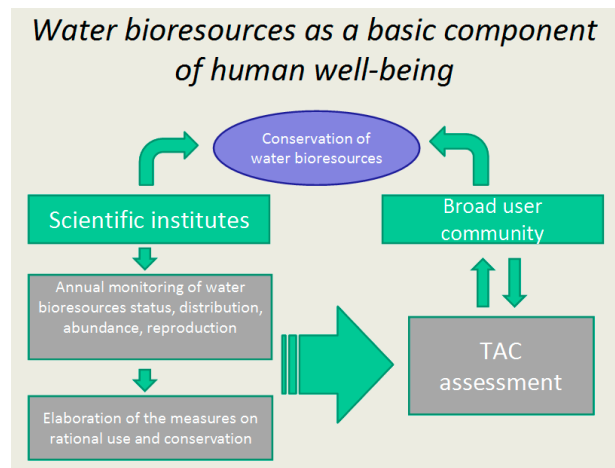 Water bioresources as a basic component
of human well-being
Conservation of
water bioresources
Scientific institutes
Broad user
community
Annual monitoring of water
bioresources status, distribution,
abundance, reproduction
TAC
assessment
Elaboration of the measures on
rational use and conservation